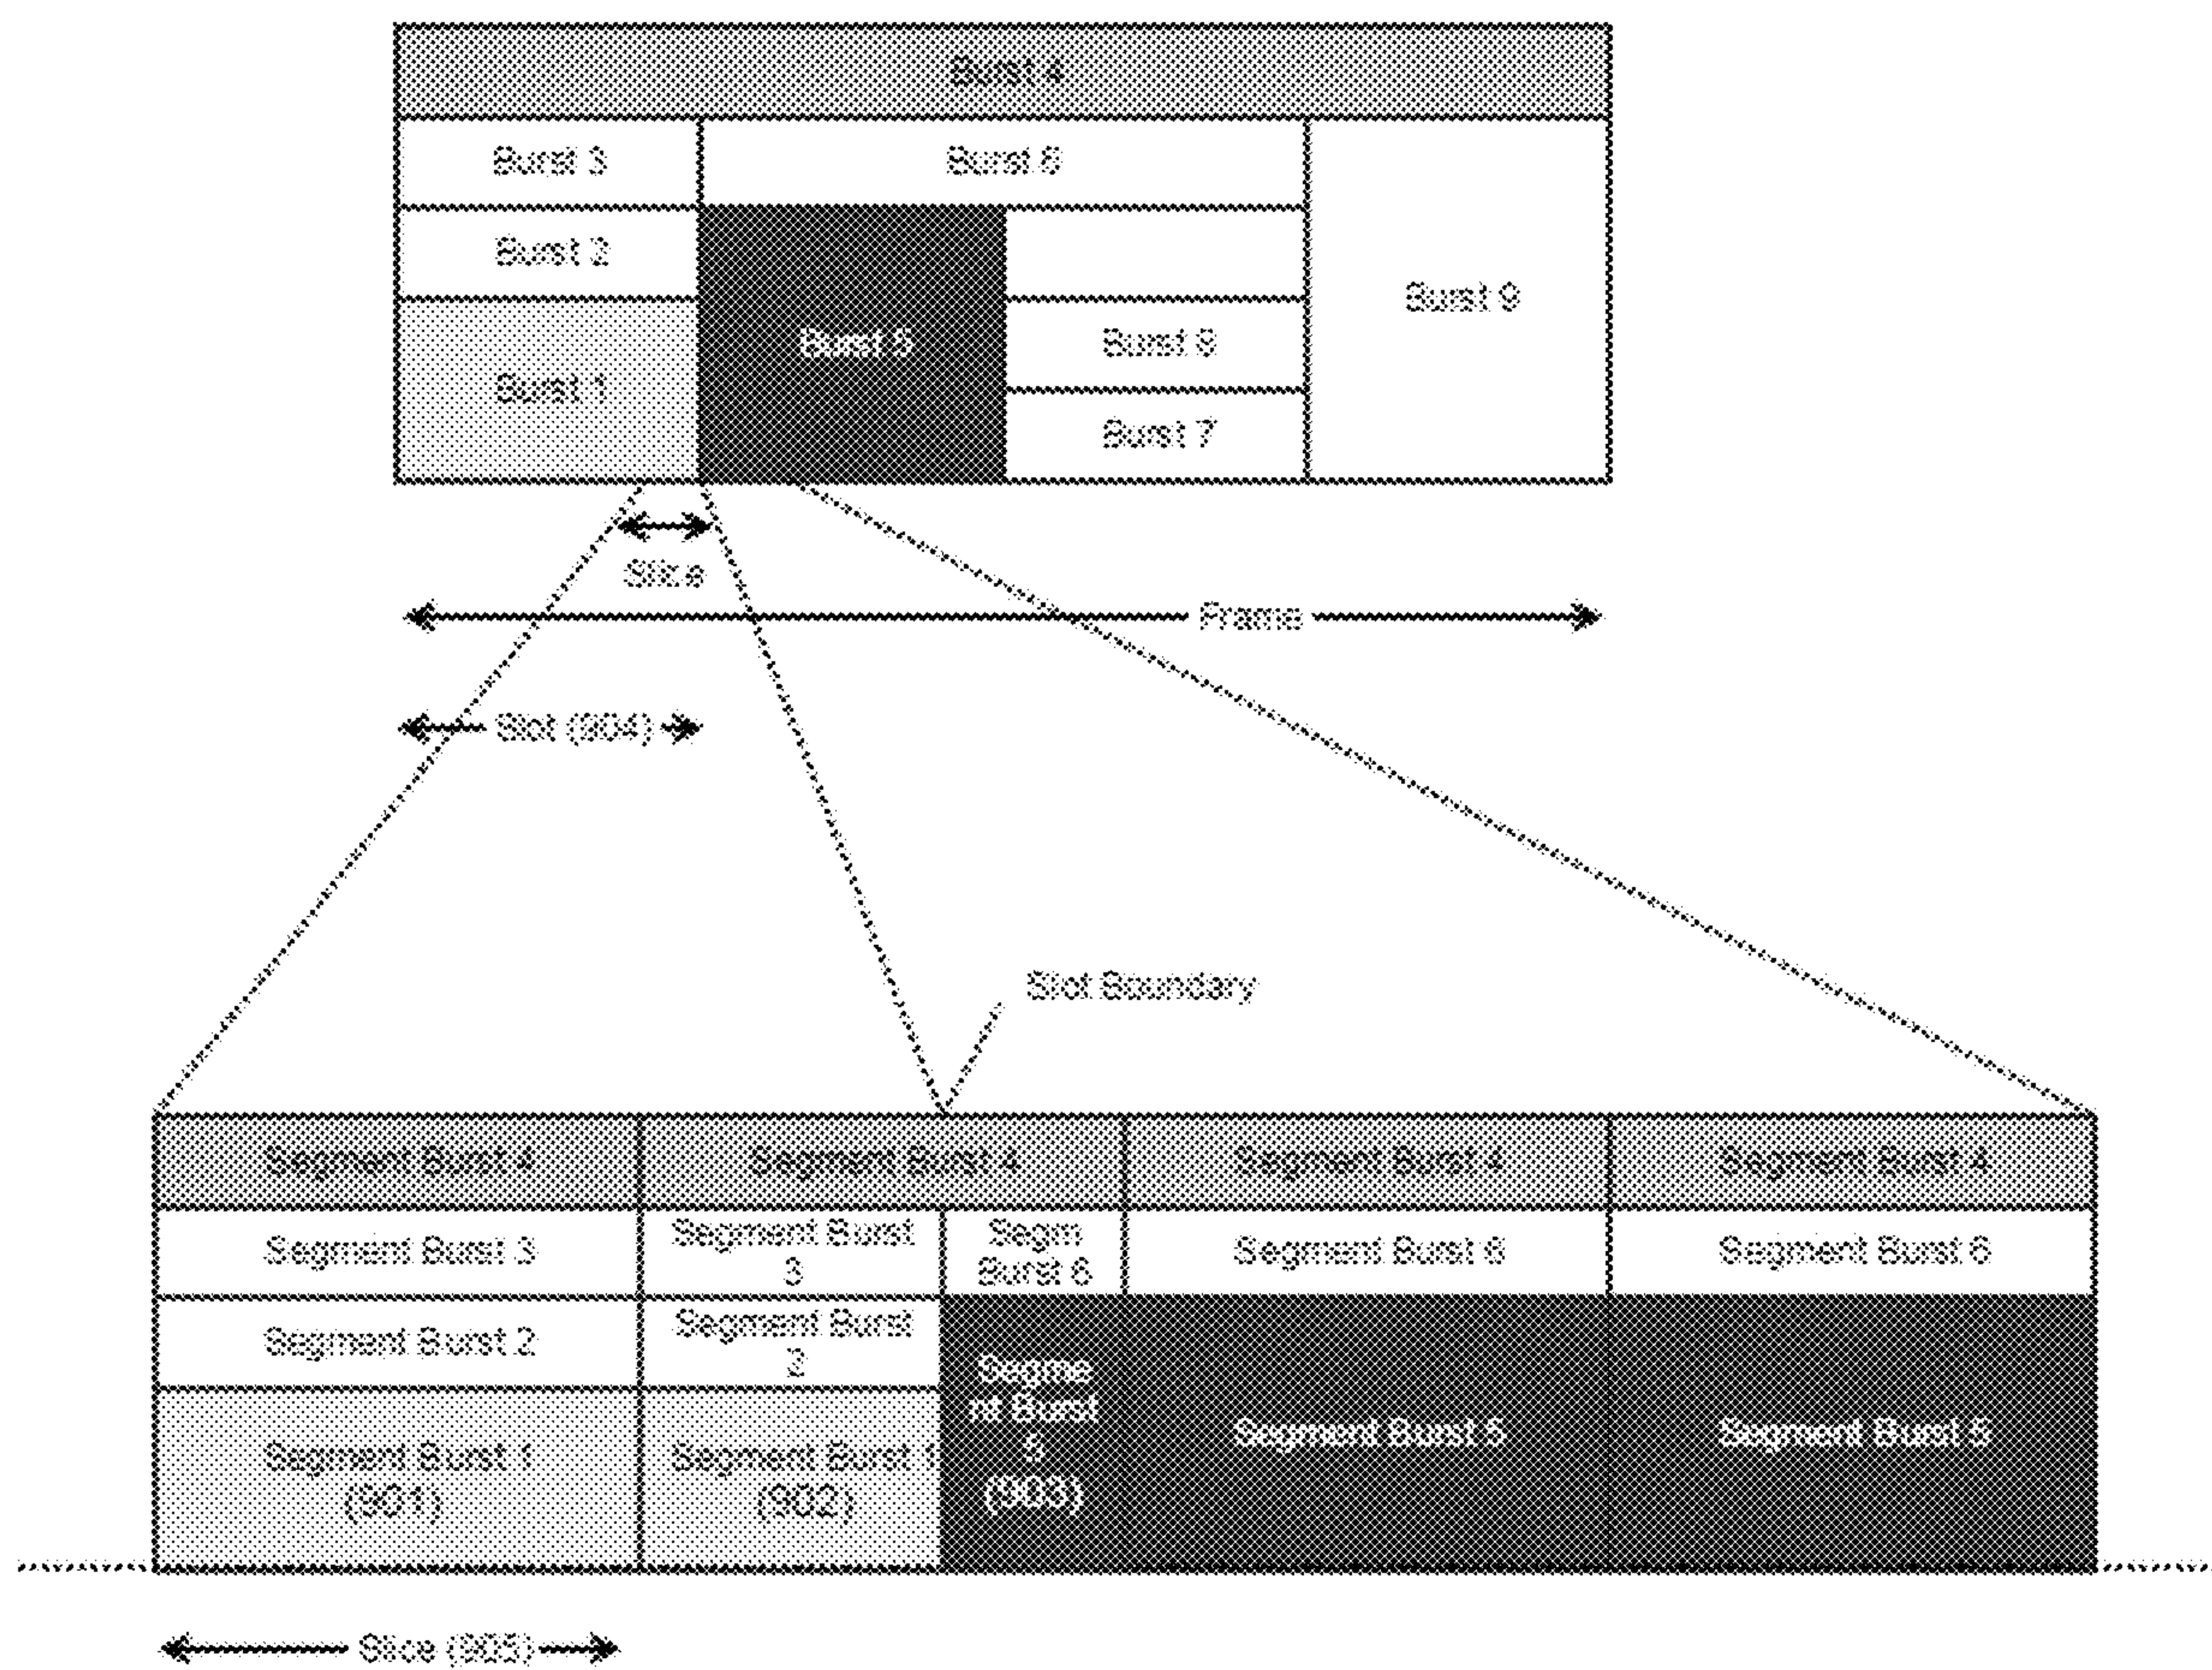 Burst 4
Burst 3
Burst 6
Burst 2
Burst 9
Burst 5
Burst 8
Burst 1
Burst 7
Slice
Frame
Slot (904)
Slot Boundary
Segment Burst 4
Segment Burst 4
Segment Burst 4
Segment Burst 4
Segment Burst 3
Segment Burst
3
Segm
Burst 6
Segment Burst 6
Segment Burst 6
Segment Burst 2
Segment Burst
2
Segme
nt Burst
5
(903)
Segment Burst 5
Segment Burst 5
Segment Burst 1
(901)
Segment Burst 1
(902)
Slice (905)